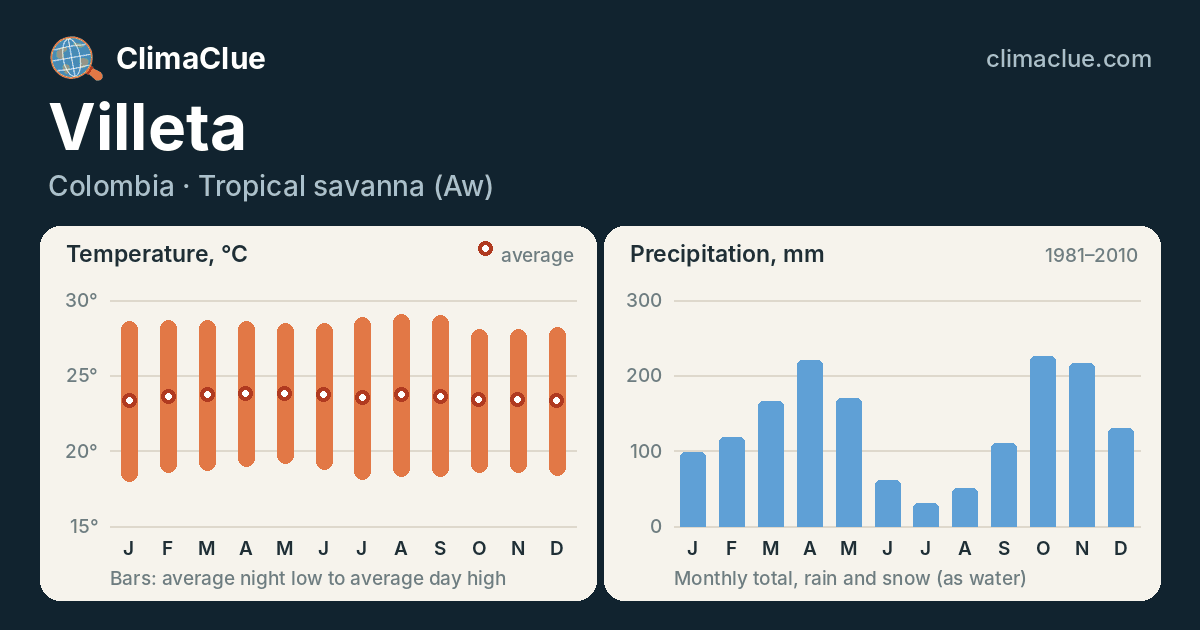 ClimaClue
climaclue.com
Villeta
Colombia · Tropical savanna (Aw)
Temperature, °C
average
30°
25°
20°
15°
J F M A M J J A S O N D
Bars: average night low to average day high
Precipitation, mm
1981–2010
300
200
100
0
J F M A M J J A S O N D
Monthly total, rain and snow (as water)